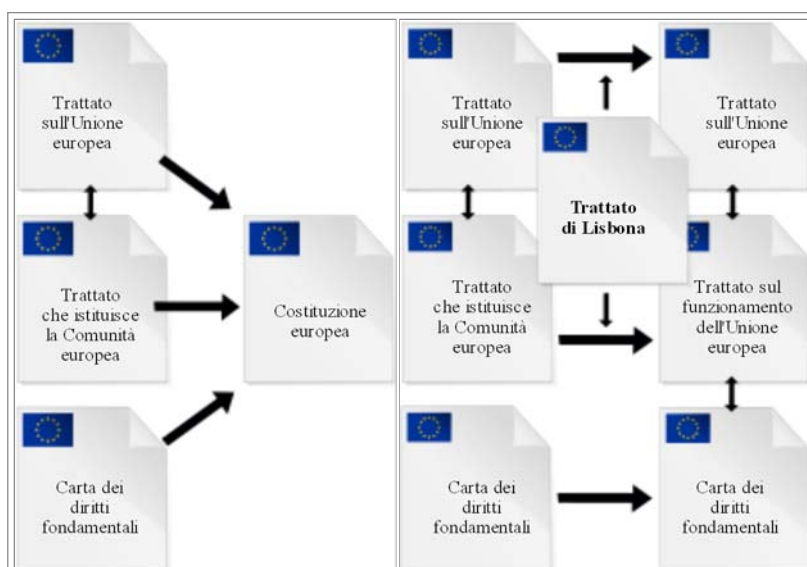 Trattato
sull'Unione
europea
Trattato
che istituisce
la Comunità
europea
Carta dei
diritti
fondamentali
Costituzione
europea
Trattato
sull'Unione
europea
Trattato
che istituisce
la Comunità
europea
Carta dei
diritti
fondamentali
Trattato
di Lisbona
Trattato
sull'Unione
europea
Trattato sul
funzionamento
dell'Unione
europea
Carta dei
diritti
fondamentali